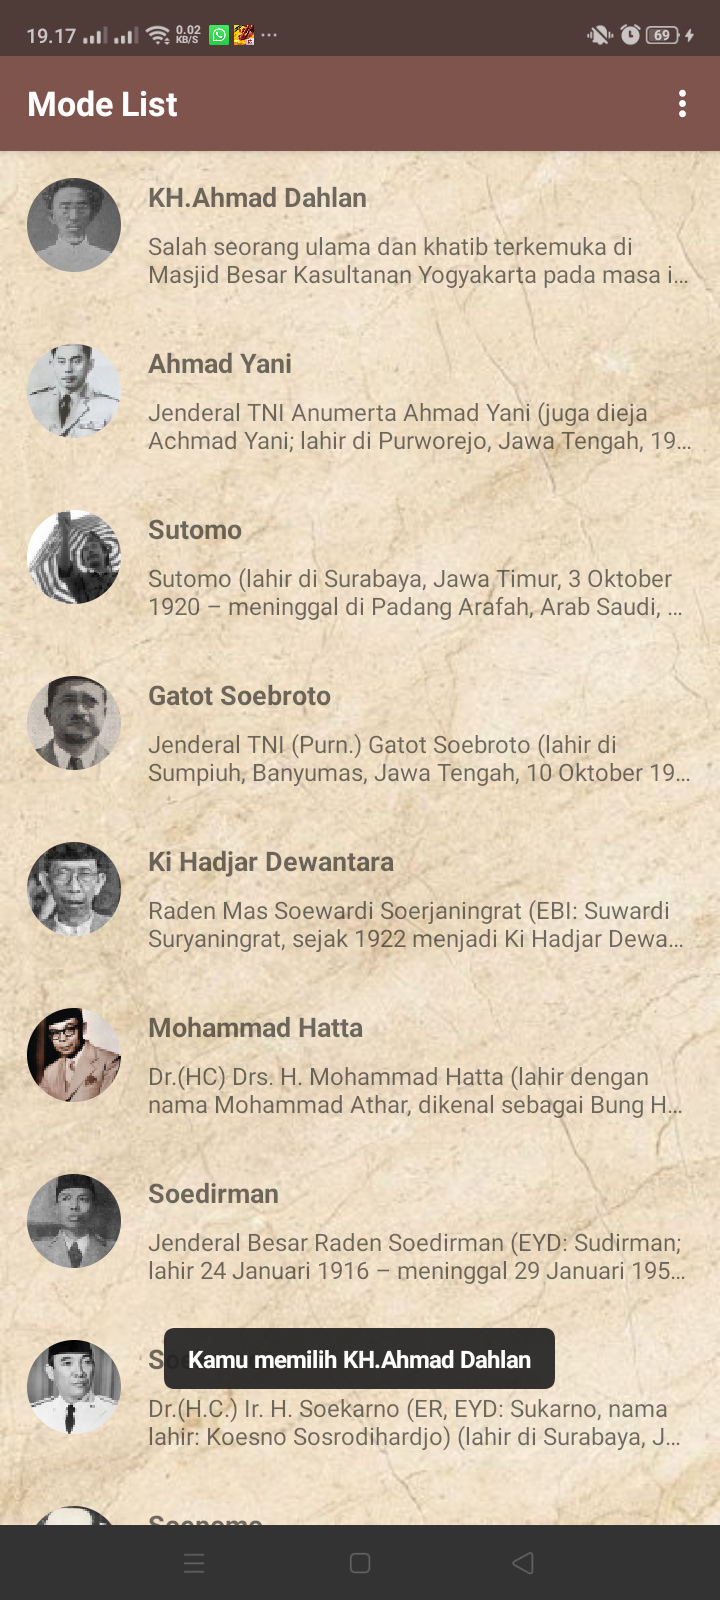 19.17
0.02
KB/S
69
Mode List
KH.Ahmad Dahlan
Salah seorang ulama dan khatib terkemuka di
Masjid Besar Kasultanan Yogyakarta pada masa i...
Ahmad Yani
Jenderal TNI Anumerta Ahmad Yani (juga dieja
Achmad Yani; lahir di Purworejo, Jawa Tengah, 19...
Sutomo
Sutomo (lahir di Surabaya, Jawa Timur, 3 Oktober
1920 – meninggal di Padang Arafah, Arab Saudi, ...
Gatot Soebroto
Jenderal TNI (Purn.) Gatot Soebroto (lahir di
Sumpiuh, Banyumas, Jawa Tengah, 10 Oktober 19...
Ki Hadjar Dewantara
Raden Mas Soewardi Soerjaningrat (EBI: Suwardi
Suryaningrat, sejak 1922 menjadi Ki Hadjar Dewa...
Mohammad Hatta
Dr.(HC) Drs. H. Mohammad Hatta (lahir dengan
nama Mohammad Athar, dikenal sebagai Bung H...
Soedirman
Jenderal Besar Raden Soedirman (EYD: Sudirman;
lahir 24 Januari 1916 – meninggal 29 Januari 195...
Kamu memilih KH.Ahmad Dahlan
Dr.(H.C.) Ir. H. Soekarno (ER, EYD: Sukarno, nama
lahir: Koesno Sosrodihardjo) (lahir di Surabaya, J...